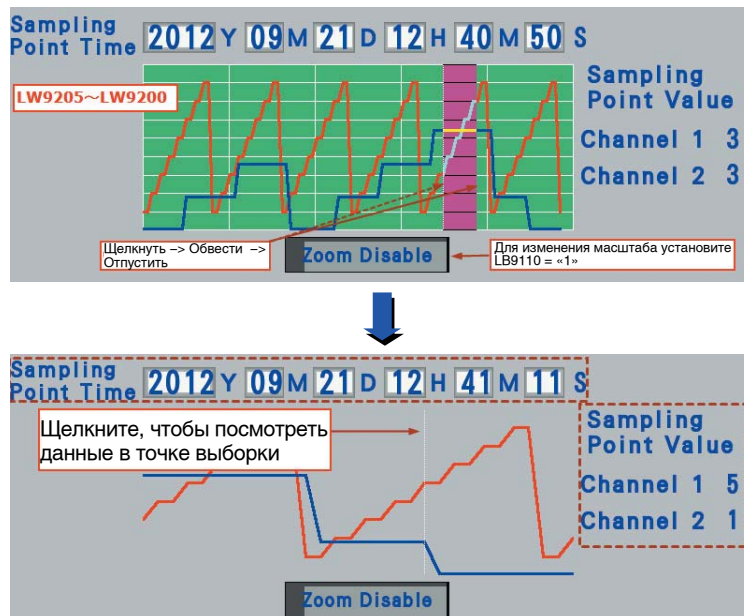 Sampling
Point Time 2012 Y 09 M 21 D 12 H 40 M 50 S
LW9205~LW9200
Sampling
Point Value
Channel 1 3
Channel 2 3
Щелкнуть –> Обвести –>
Отпустить
Zoom Disable
Для изменения масштаба установите
LB9110 = «1»
Sampling
Point Time 2012 Y 09 M 21 D 12 H 41 M 11 S
Щелкните, чтобы посмотреть
данные в точке выборки
Sampling
Point Value
Channel 1 5
Channel 2 1
Zoom Disable